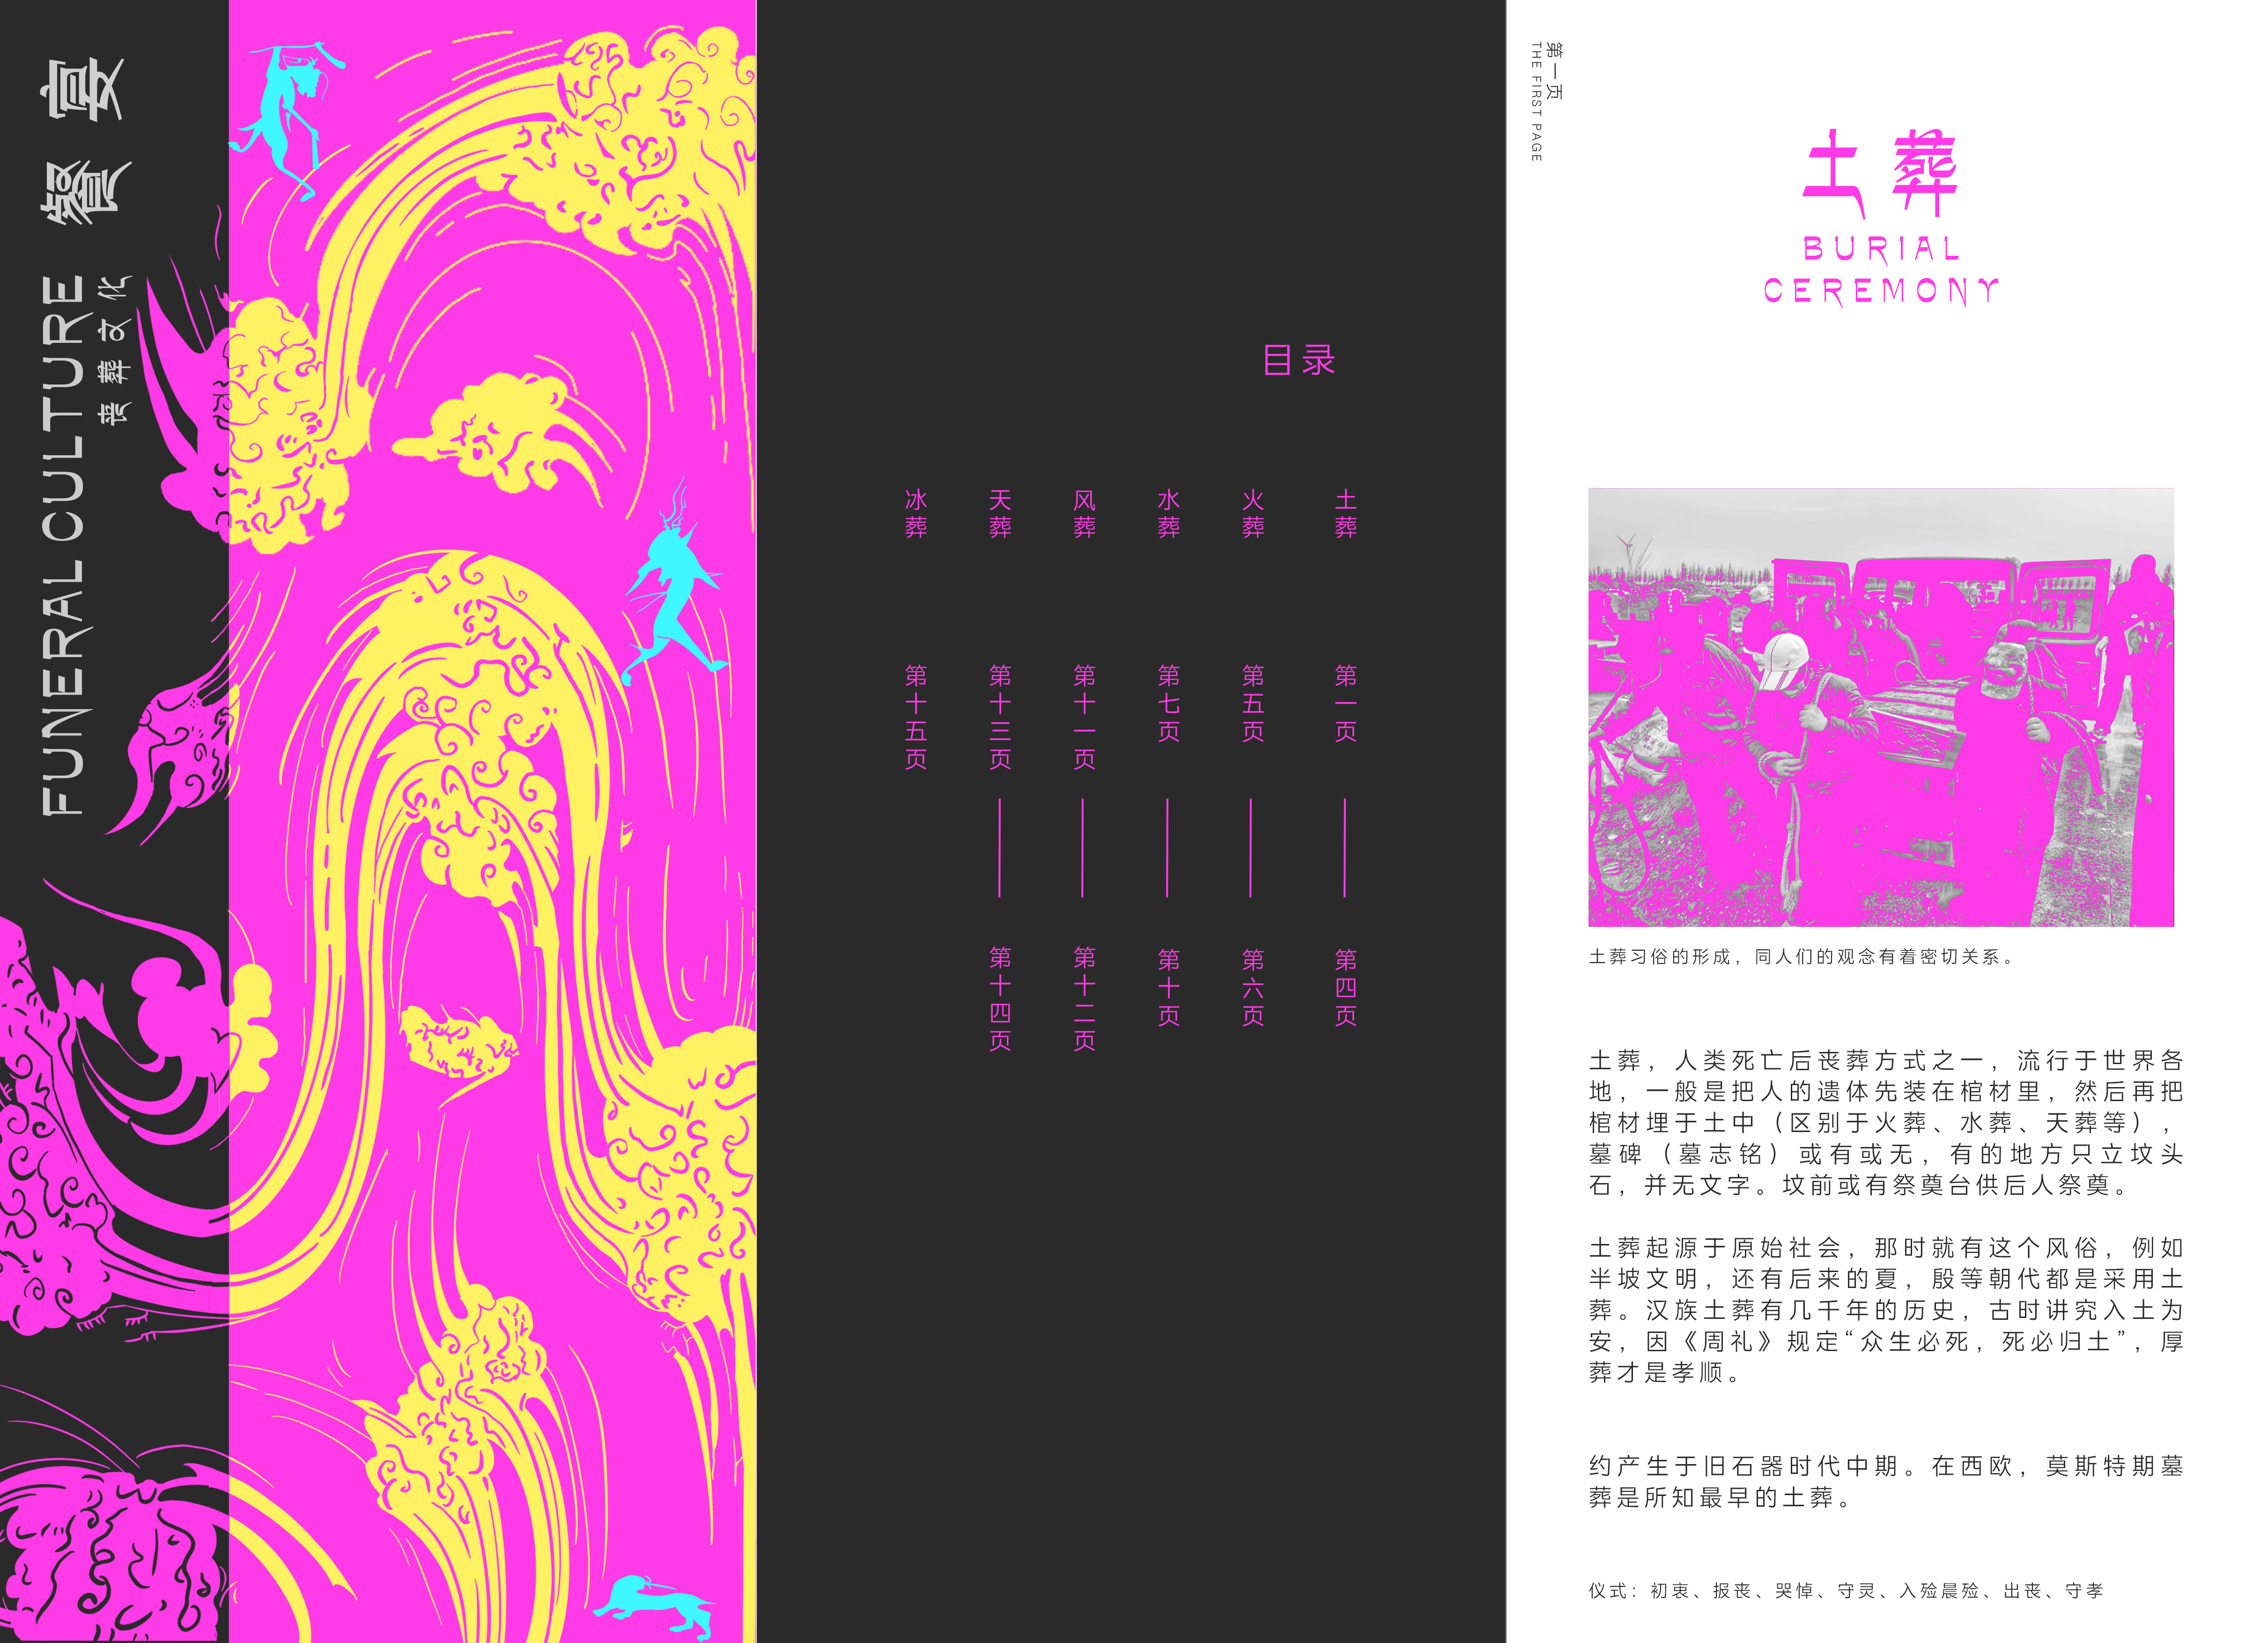 FUNERAL CULTURE 饗宴
丧葬文化
目录
土葬 第一页 — 第四页
火葬 第五页 — 第六页
水葬 第七页 — 第十页
风葬 第十一页 — 第十二页
天葬 第十三页 — 第十四页
冰葬 第十五页
第一页
THE FIRST PAGE
土葬
BURIAL
CEREMONY
土葬习俗的形成，同人们的观念有着密切关系。
土葬，人类死亡后丧葬方式之一，流行于世界各
地，一般是把人的遗体先装在棺材里，然后再把
棺材埋于土中（区别于火葬、水葬、天葬等），
墓碑（墓志铭）或有或无，有的地方只立坟头
石，并无文字。坟前或有祭奠台供后人祭奠。
土葬起源于原始社会，那时就有这个风俗，例如
半坡文明，还有后来的夏，殷等朝代都是采用土
葬。汉族土葬有几千年的历史，古时讲究入土为
安，因《周礼》规定“众生必死，死必归土”，厚
葬才是孝顺。
约产生于旧石器时代中期。在西欧，莫斯特期墓
葬是所知最早的土葬。
仪式：初衷、报丧、哭悼、守灵、入殓晨殓、出丧、守孝